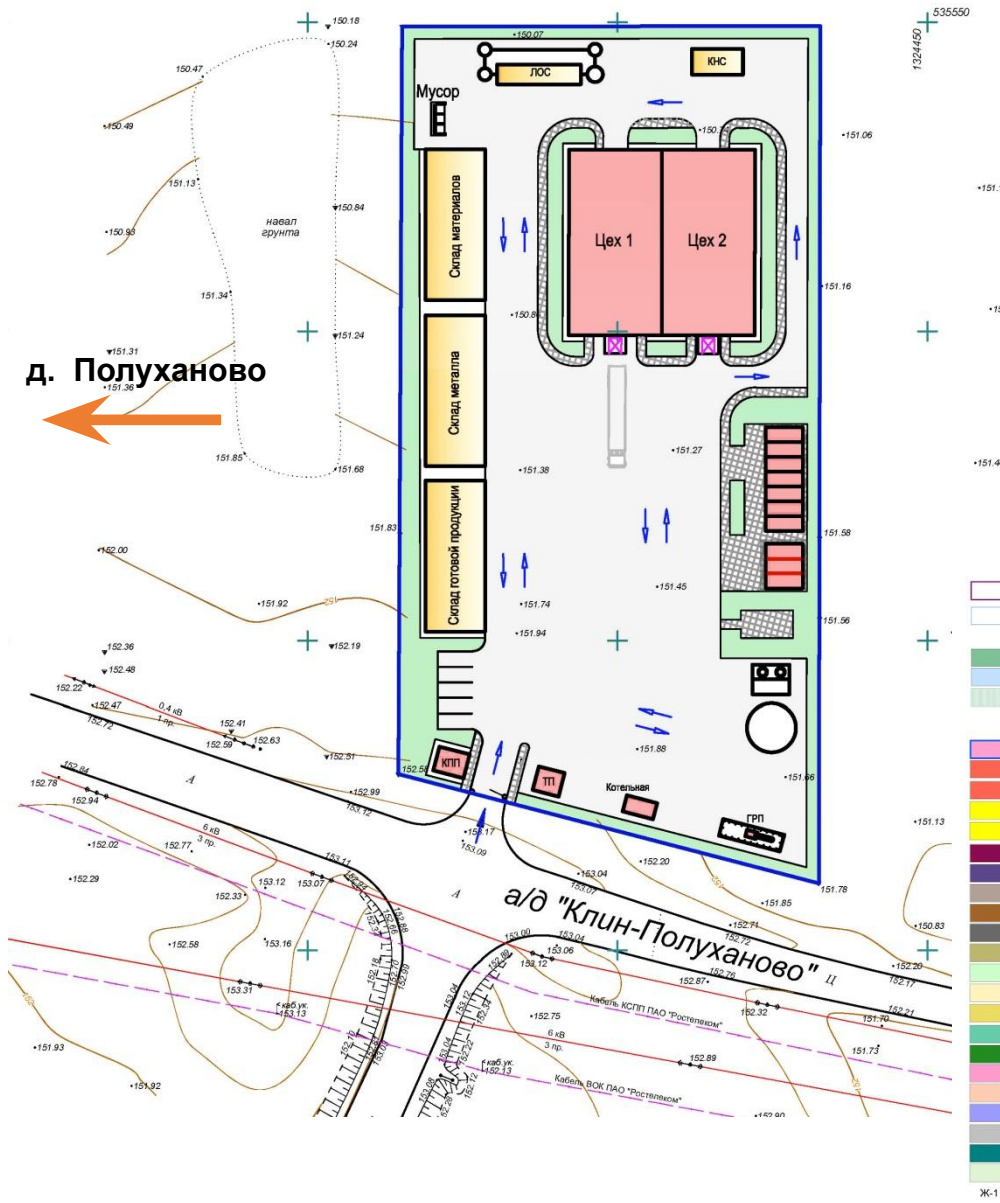 535550
1324450
150.18
150.24
150.07
150.47
ЛОС
КНС
Мусор
150.49
151.06
151.13
Склад материалов
150.84
навал
грунта
150.93
Цех 1
Цех 2
151.34
151.16
151.24
151.31
д. Полуханово
151.36
Склад металла
151.27
151.85
151.68
151.38
151.83
151.58
Склад готовой продукции
152.00
151.92
152
151.45
151.74
151.56
151.94
152.36
152.19
152.48
152.22
152.47
0,4 кВ
1 пр.
152.72
152.41
152.59
152.63
152.51
152.58
КПП
ТП
Котельная
ГРП
151.88
151.66
152.84
152.78
152.94
А
152.99
153.12
153.17
153.09
151.13
6 кВ
3 пр.
152.02
152.77
153.11
153.07
152.20
152
151.78
152.29
153.12
152.33
А
153.04
153.07
151.85
а/д "Клин-Полуханово"
152.71
152.72
150.83
152.58
153.16
153.00
153.04
153.06
153.12
152.76
152.87
Ц
152.20
152.17
153.31
каб.ук.
153.13
Кабель КСПП ПАО "Ростелеком"
152.32
152.21
151.70
152.75
6 кВ
3 пр.
151.93
151.73
152.89
каб.ук.
152.13
Кабель ВОК ПАО "Ростелеком"
151.92
152
152.90
Ж-1